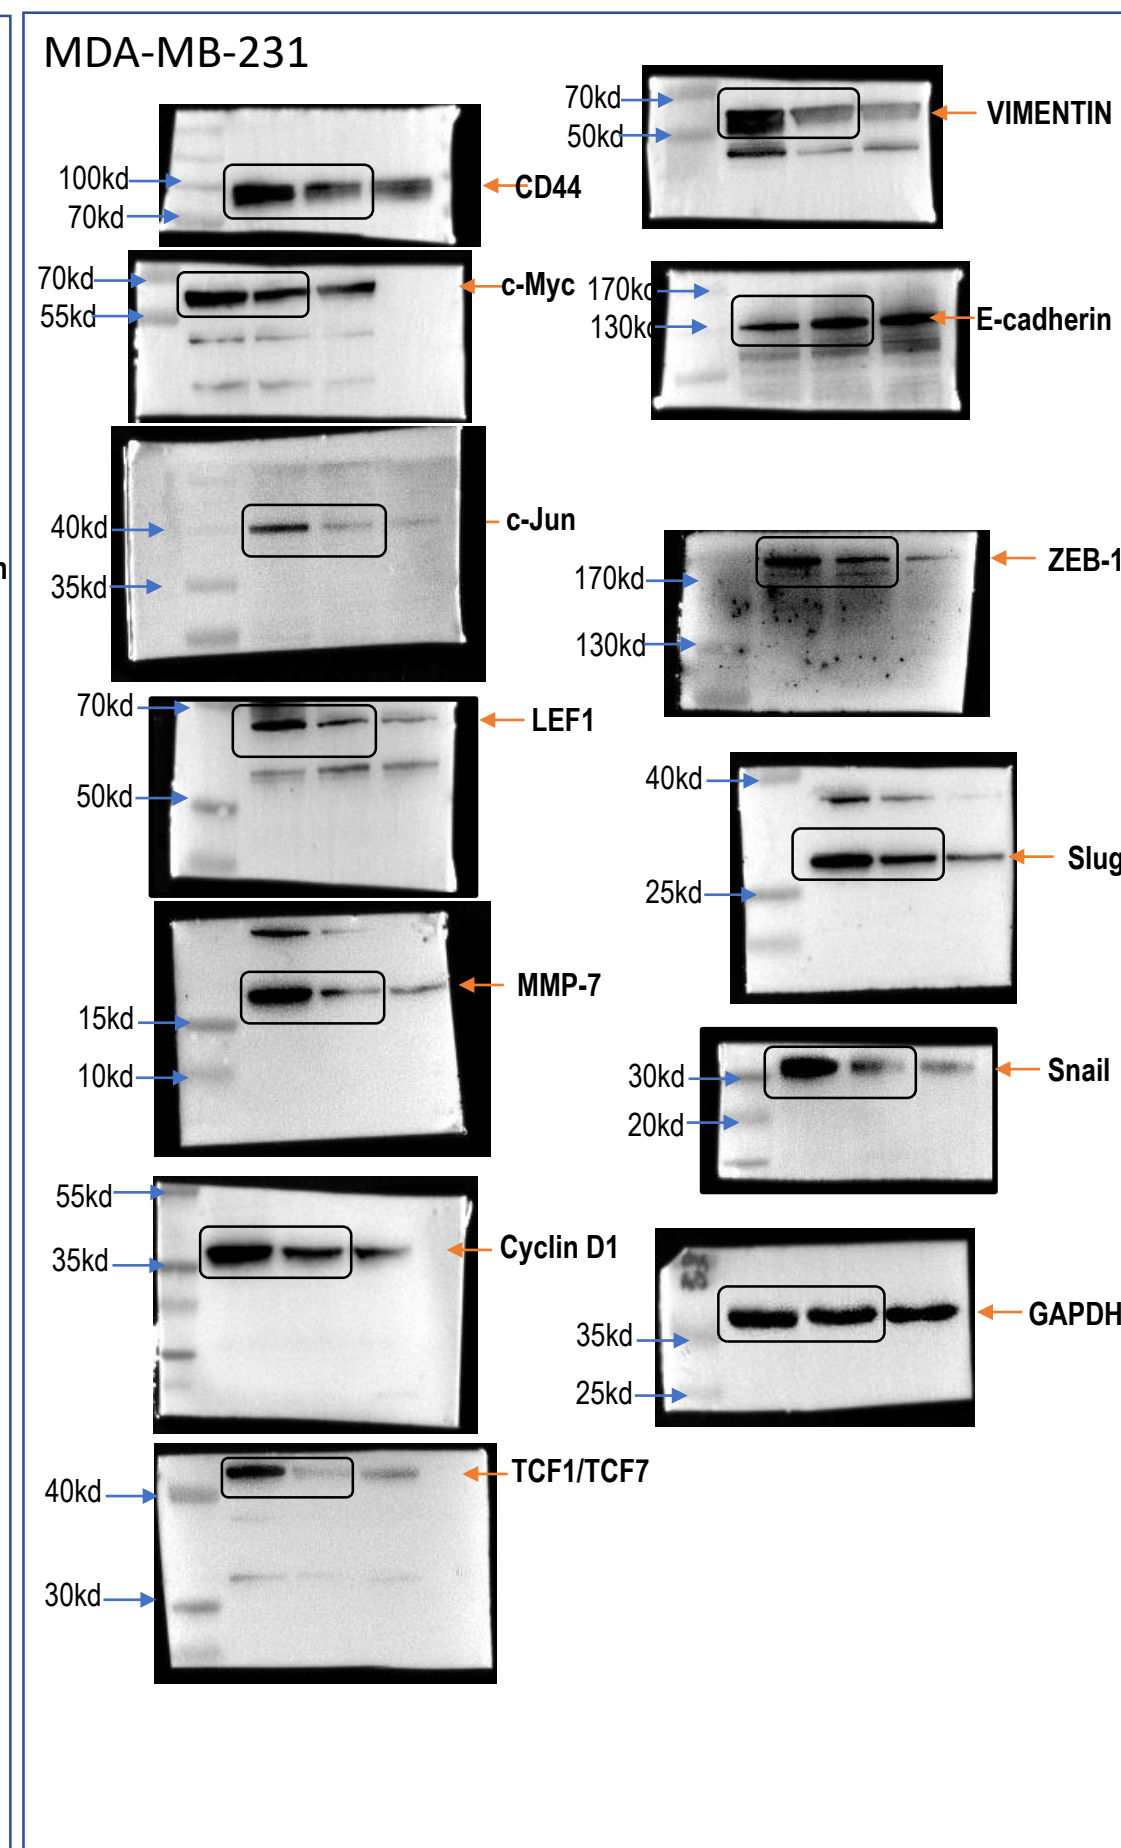 MDA-MB-231
100kd
70kd
CD44
70kd
55kd
c-Myc
40kd
35kd
c-Jun
70kd
50kd
LEF1
15kd
10kd
MMP-7
55kd
35kd
Cyclin D1
40kd
30kd
TCF1/TCF7
70kd
50kd
VIMENTIN
170kd
130kd
E-cadherin
170kd
130kd
ZEB-1
40kd
25kd
Slug
30kd
20kd
Snail
35kd
25kd
GAPDH